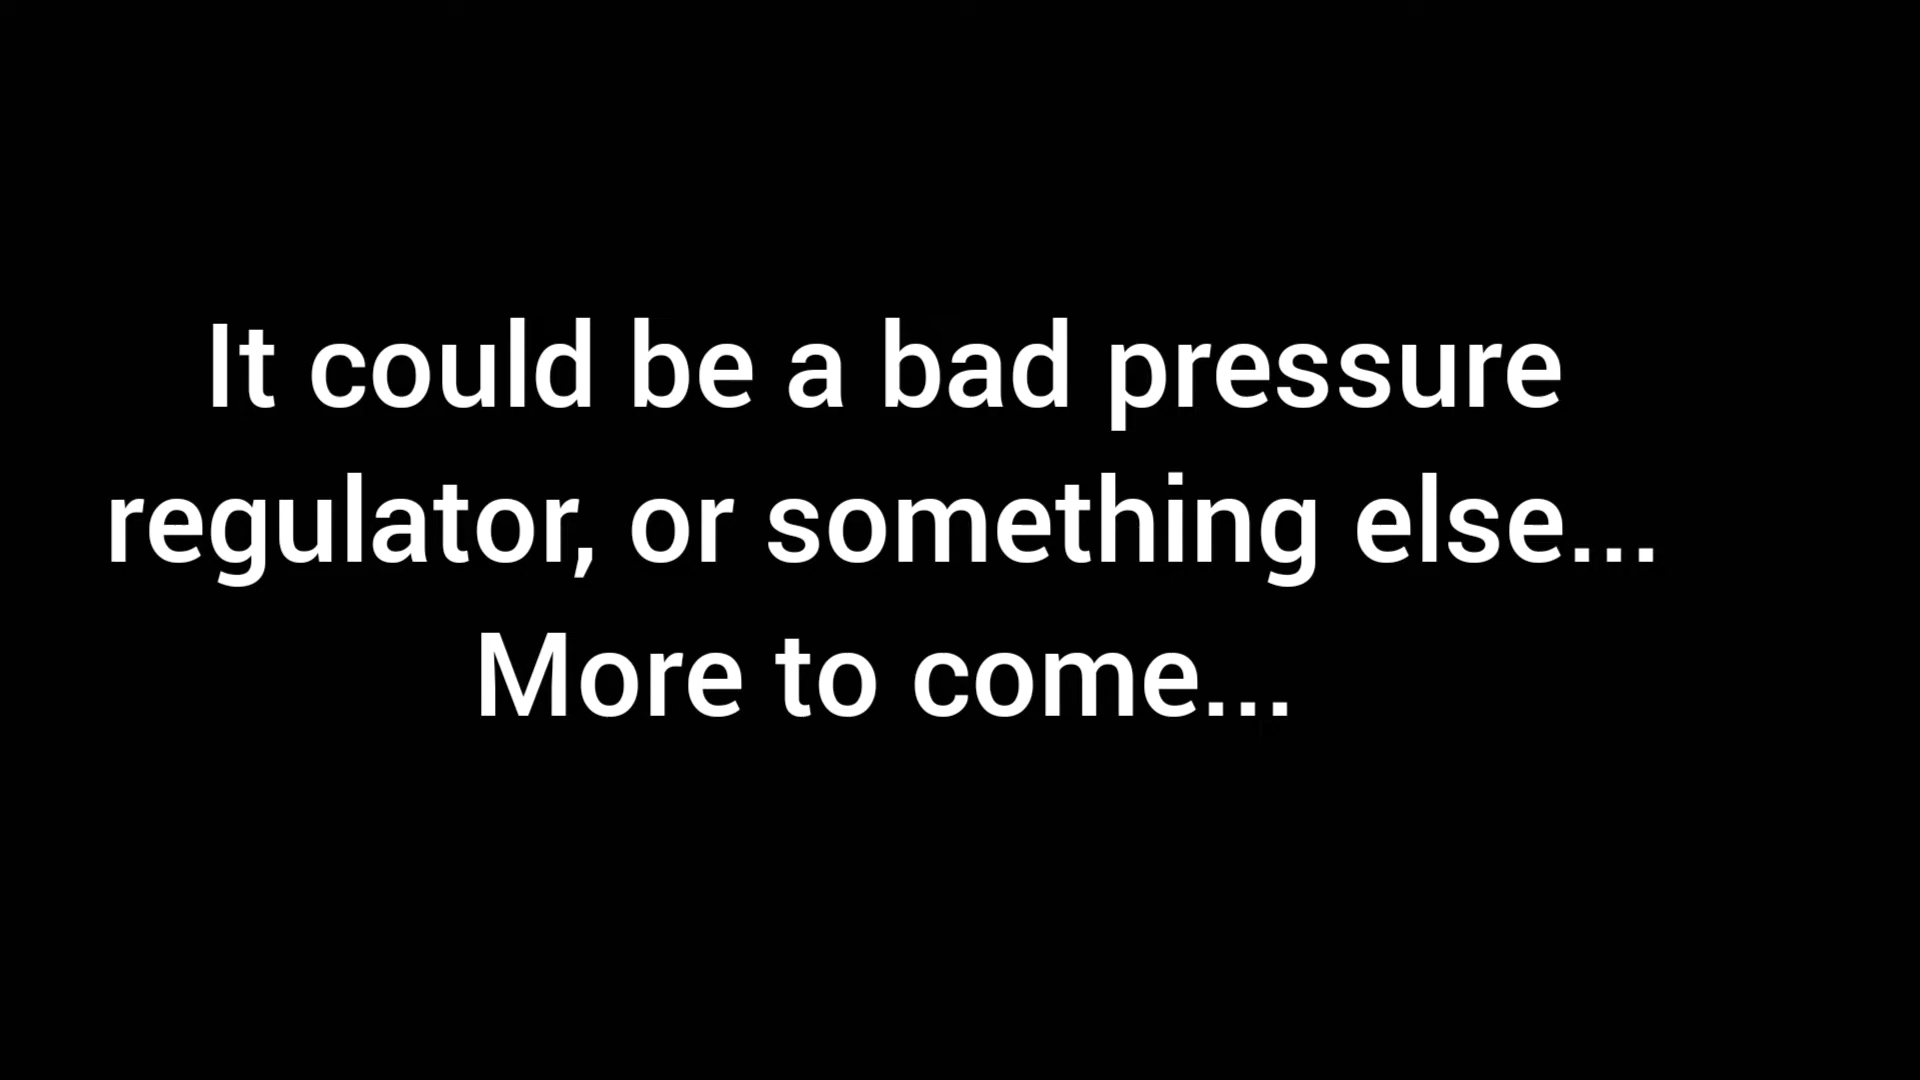 It could be a bad pressure
regulator, or something else...
More to come...